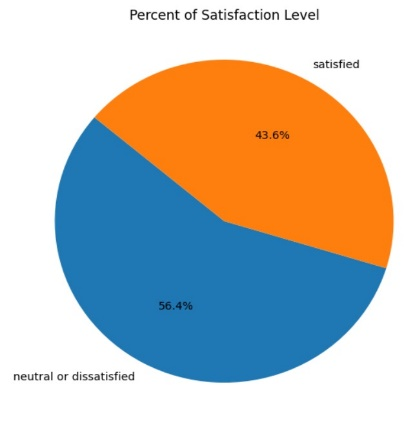 Percent of Satisfaction Level
satisfied
43.6%
56.4%
neutral or dissatisfied